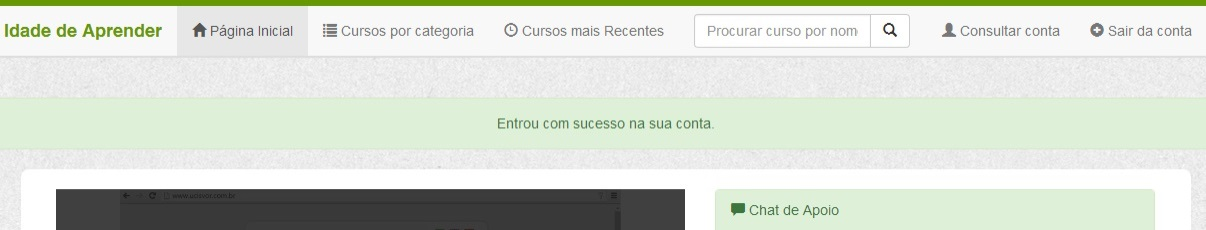 Idade de Aprender Página Inicial Cursos por categoria Cursos mais Recentes Procurar curso por nom Consultar conta Sair da conta
Entrou com sucesso na sua conta.
Chat de Apoio